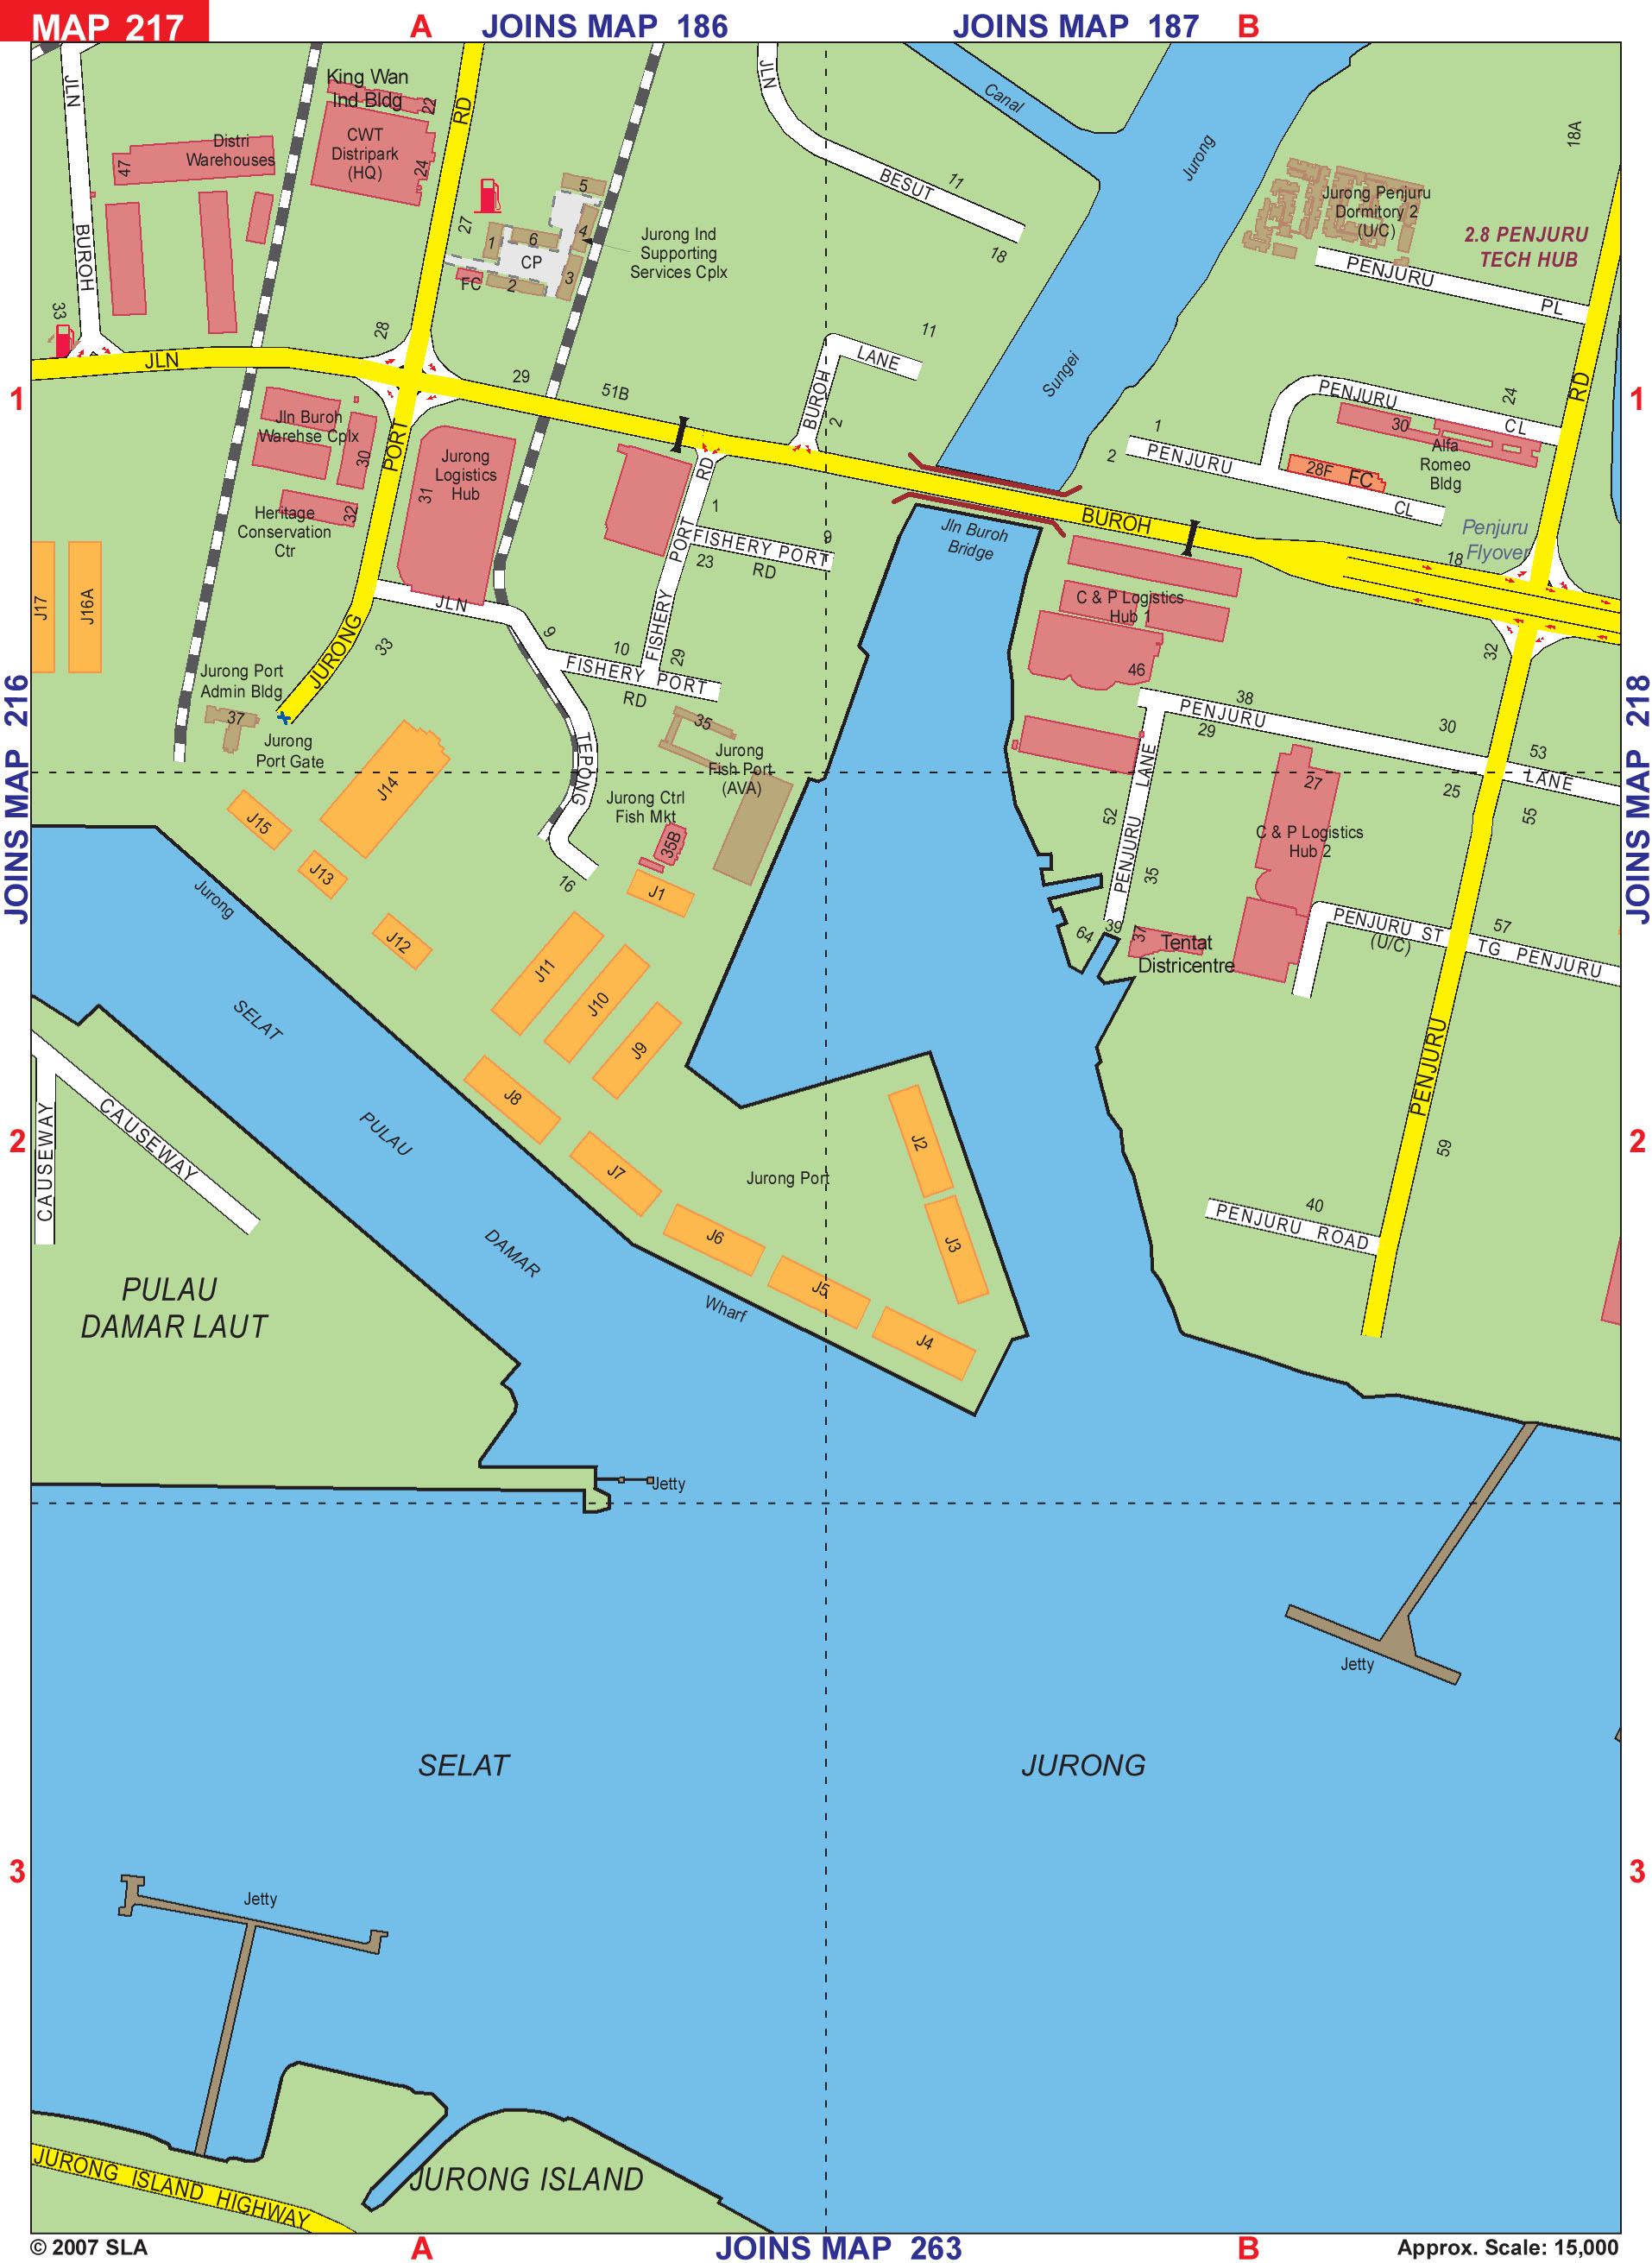 MAP 217
A
JOINS MAP 186
JOINS MAP 187
B
JLN
BUROH
King Wan
Ind Bldg
22
RD
CWT
Distripark
(HQ)
24
Distri
Warehouses
47
JLN
BESUT
11
18
Canal
Jurong
Sungei
18A
Jurong Penjuru
Dormitory 2
(U/C)
2.8 PENJURU
TECH HUB
PENJURU
PL
27
5
4
6
1
CP
3
2
FC
Jurong Ind
Supporting
Services Cplx
33
28
JLN
29
51B
LANE
11
BUROH
2
1
1
RD
PENJURU
24
CL
30
Alfa
Romeo
Bldg
28F
FC
1
PENJURU
2
CL
Jln Buroh
Warehse Cplx
30
PORT
Jurong
Logistics
Hub
31
32
Heritage
Conservation
Ctr
RD
1
FISHERY PORT
RD
9
23
PORT
FISHERY
Jln Buroh
Bridge
BUROH
Penjuru
Flyover
18
J17
J16A
JLN
JURONG
33
9
10
29
FISHERY PORT
RD
C & P Logistics
Hub 1
46
32
Jurong Port
Admin Bldg
37
Jurong
Port Gate
TEPONG
35
Jurong
Fish Port
(AVA)
38
PENJURU
29
30
53
LANE
25
55
JOINS MAP 216
JOINS MAP 218
J14
J15
J13
J12
Jurong Ctrl
Fish Mkt
35B
16
J1
LANE
PENJURU
52
35
27
C & P Logistics
Hub 2
64
39
37
Tentat
Districentre
PENJURU ST
(U/C)
57
TG PENJURU
Jurong
J11
J10
J9
SELAT
J8
PENJURU
CAUSEWAY
CAUSEWAY
2
2
PULAU
J7
Jurong Port
J2
59
J6
J3
DAMAR
J5
40
PENJURU ROAD
PULAU
DAMAR LAUT
Wharf
J4
Jetty
Jetty
SELAT
JURONG
3
3
Jetty
JURONG ISLAND
JURONG ISLAND HIGHWAY
© 2007 SLA
A
JOINS MAP 263
B
Approx. Scale: 15,000